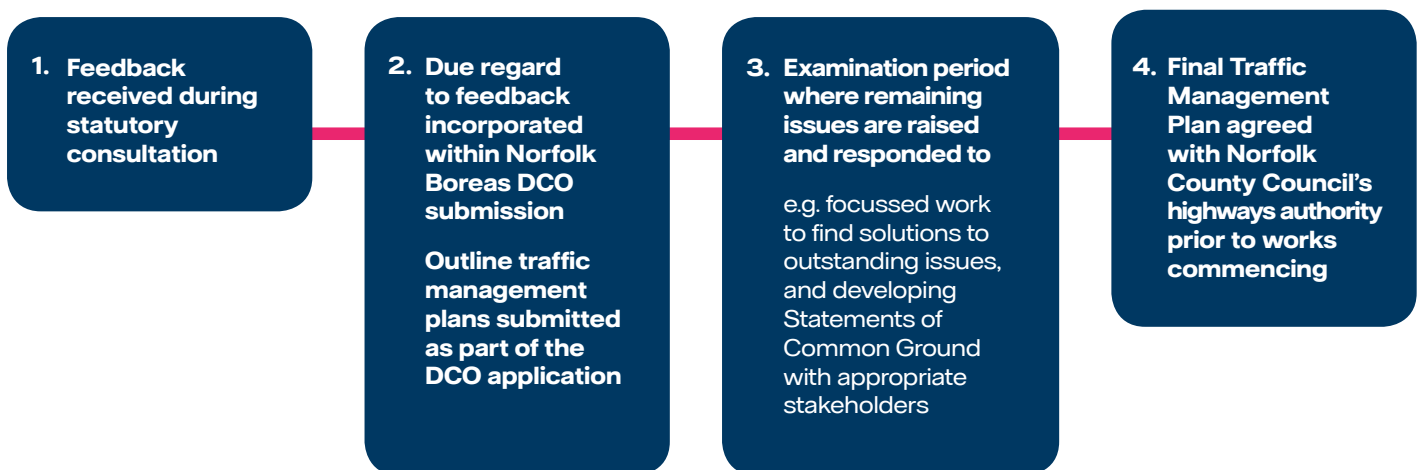 1. Feedback
received during
statutory
consultation
2. Due regard
to feedback
incorporated
within Norfolk
Boreas DCO
submission
Outline traffic
management
plans submitted
as part of the
DCO application
3. Examination period
where remaining
issues are raised
and responded to
e.g. focussed work
to find solutions to
outstanding issues,
and developing
Statements of
Common Ground
with appropriate
stakeholders
4. Final Traffic
Management
Plan agreed
with Norfolk
County Council’s
highways authority
prior to works
commencing